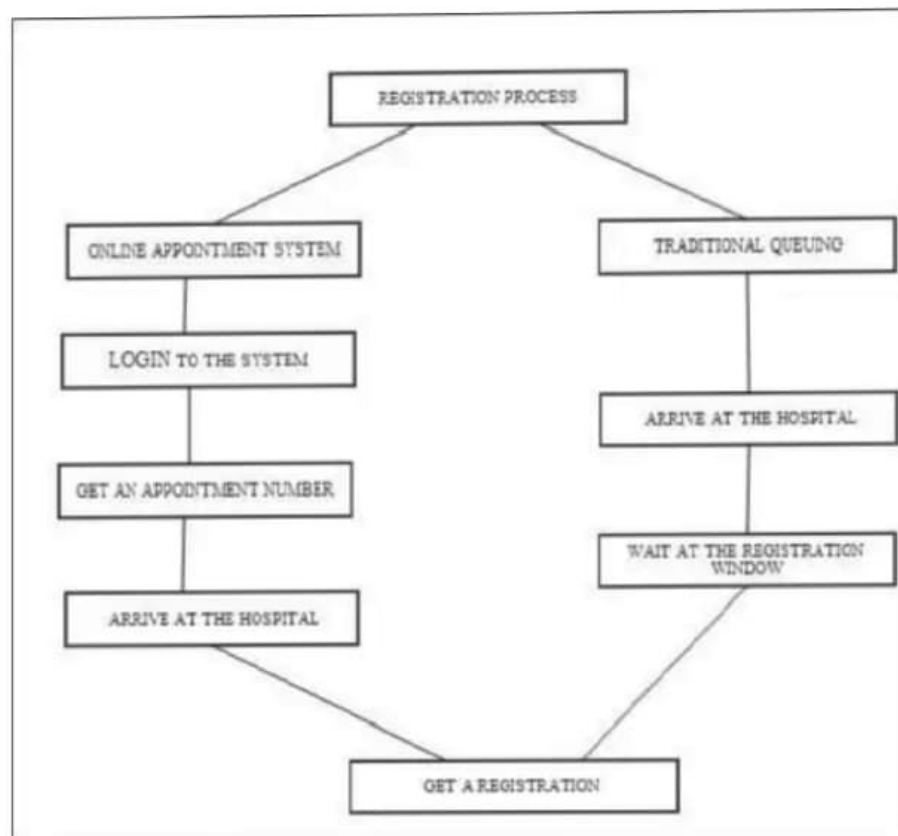 REGISTRATION PROCESS
ONLINE APPOINTMENT SYSTEM
LOGIN TO THE SYSTEM
GET AN APPOINTMENT NUMBER
ARRIVE AT THE HOSPITAL
TRADITIONAL QUEUING
ARRIVE AT THE HOSPITAL
WAIT AT THE REGISTRATION
WINDOW
GET A REGISTRATION